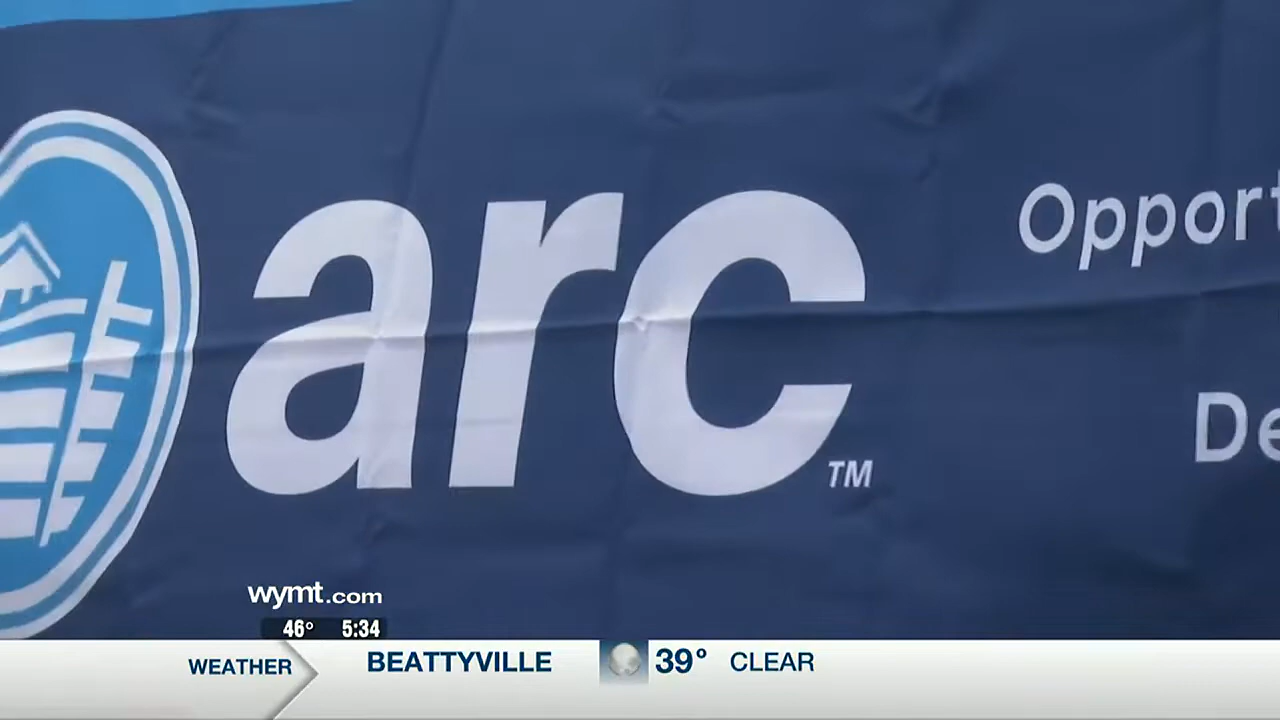 arc
TM
Opport
De
wymt.com
46° 5:34
WEATHER BEATTYVILLE 39° CLEAR